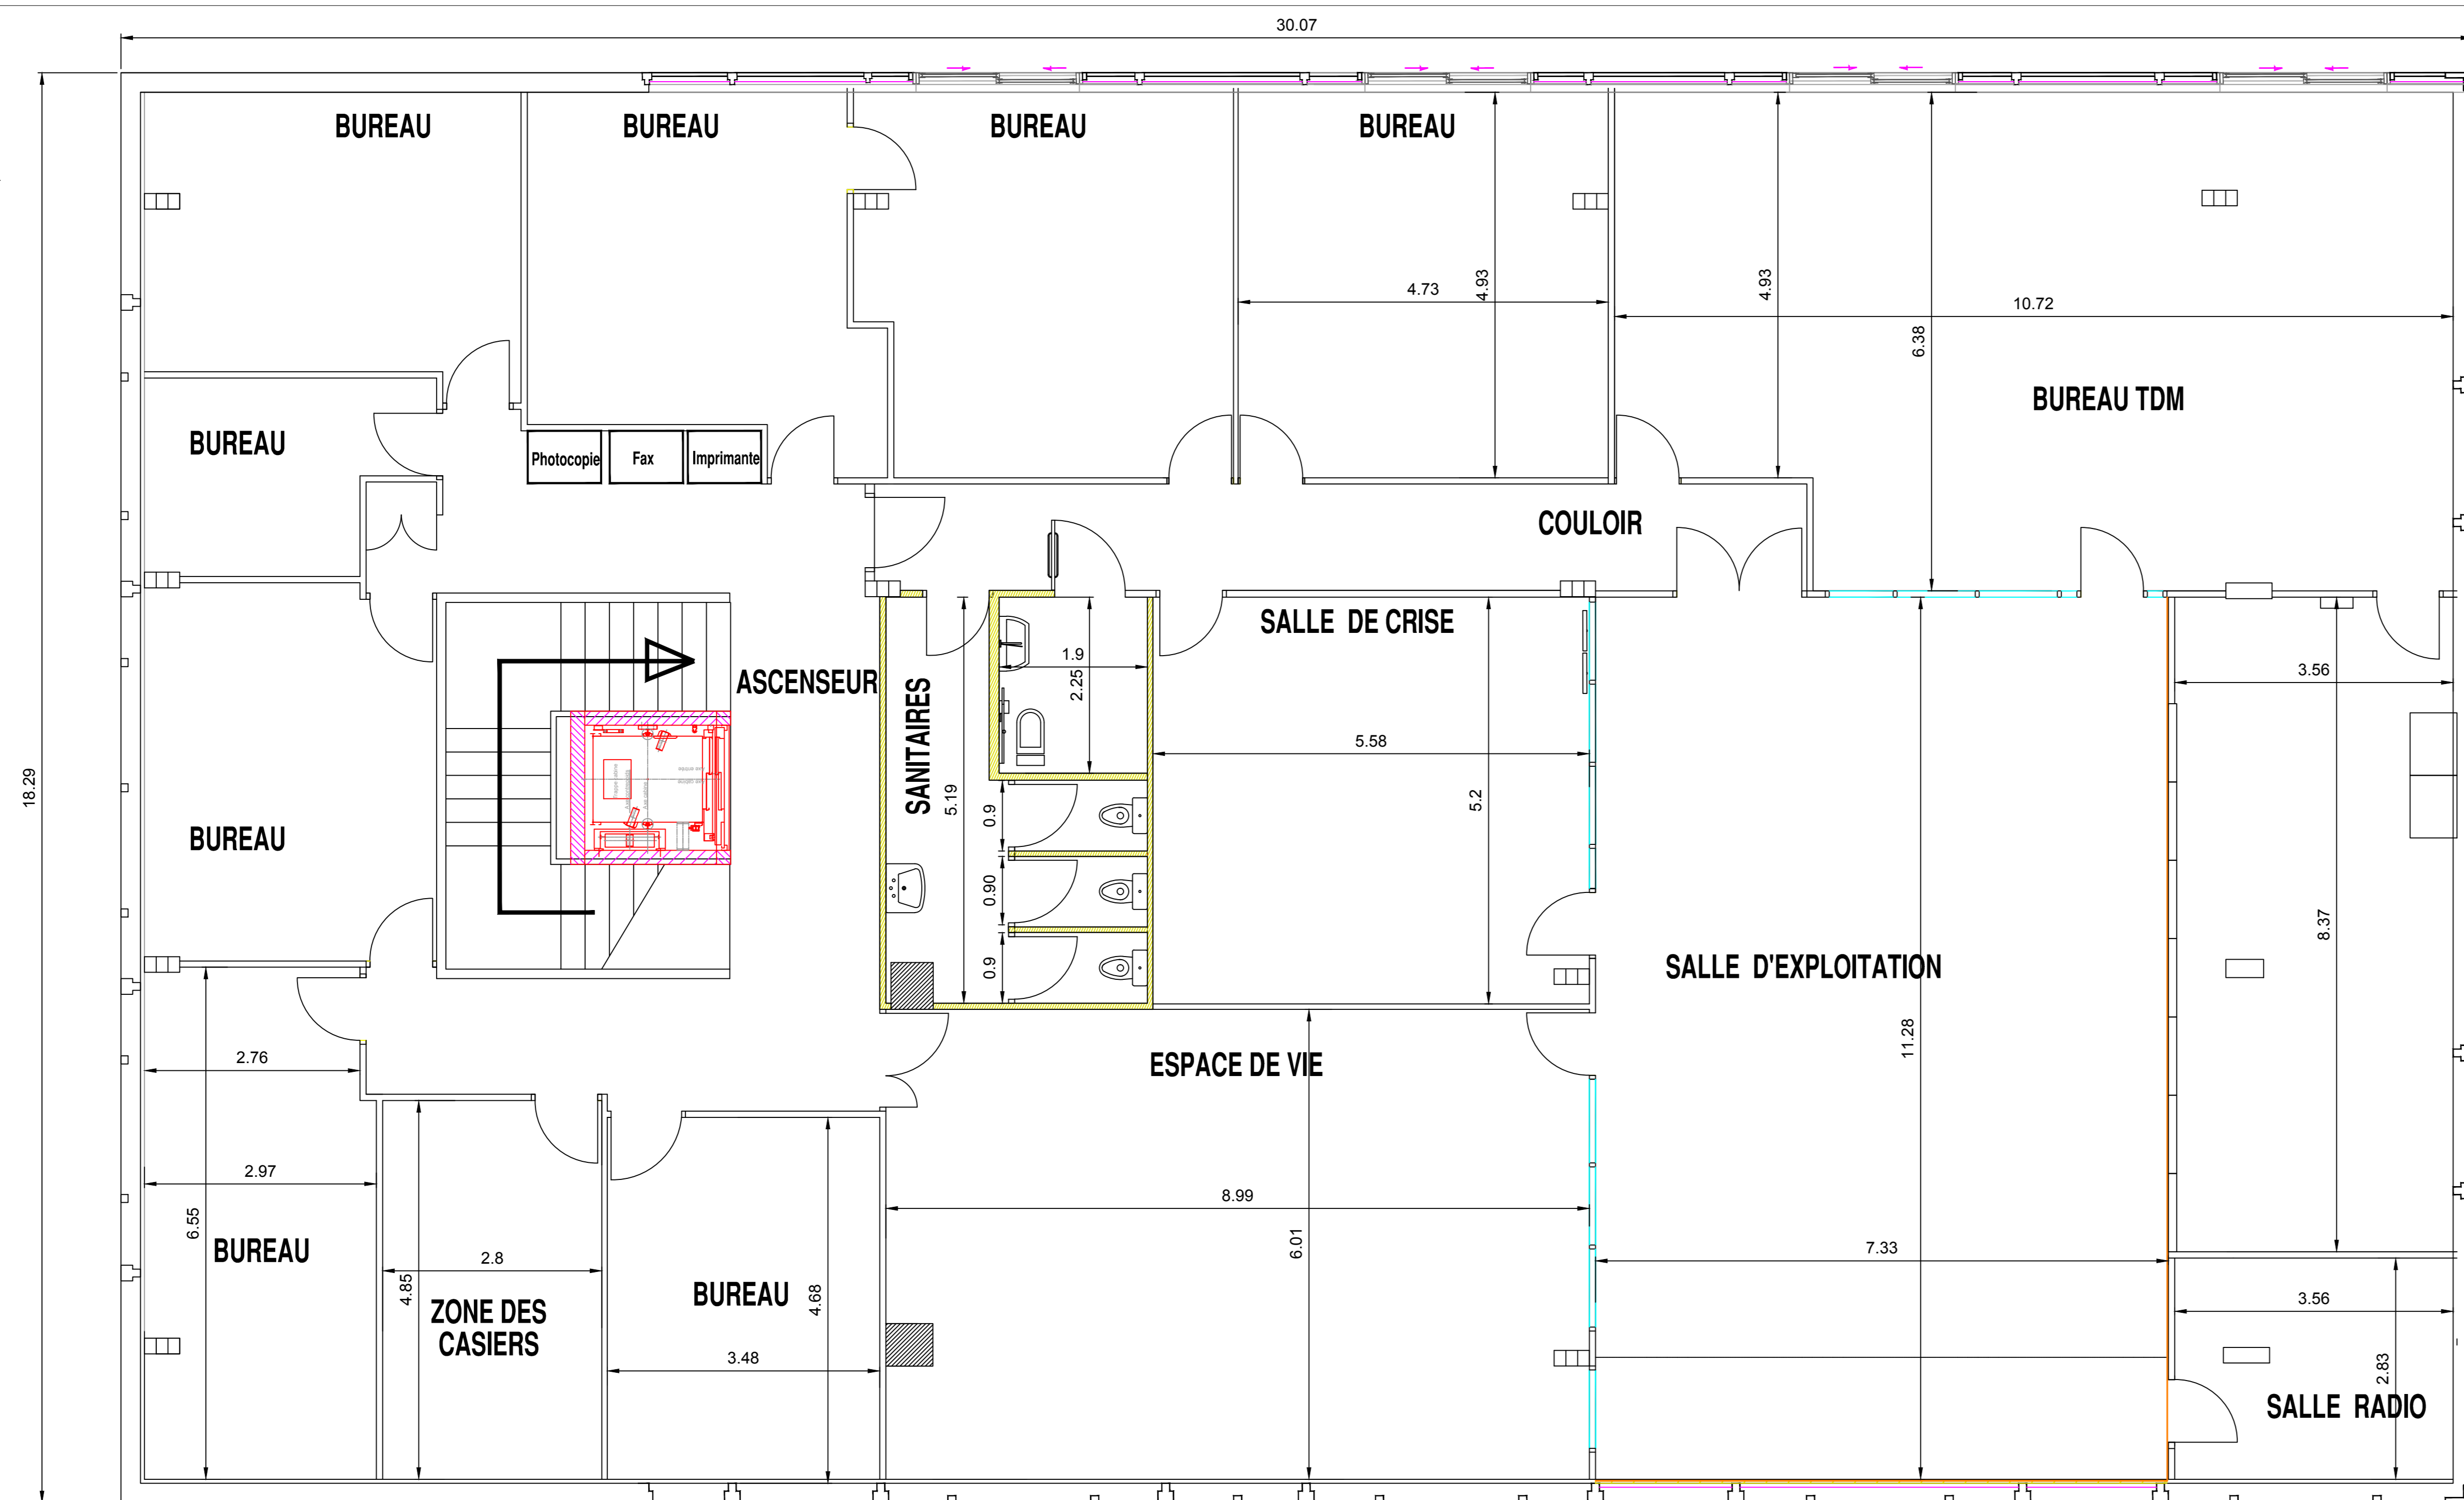 30.07
BUREAU
BUREAU
BUREAU
BUREAU
4.73
4.93
4.93
10.72
6.38
BUREAU TDM
BUREAU
Photocopie
Fax
Imprimante
COULOIR
SALLE DE CRISE
ASCENSEUR
SANITAIRES
1.9
2.25
3.56
5.58
18.29
5.19
0.9
5.2
BUREAU
0.90
8.37
0.9
SALLE D'EXPLOITATION
2.76
ESPACE DE VIE
11.28
2.97
8.99
6.55
BUREAU
6.01
7.33
2.8
4.85
ZONE DES
CASIERS
BUREAU
4.68
3.48
3.56
2.83
SALLE RADIO